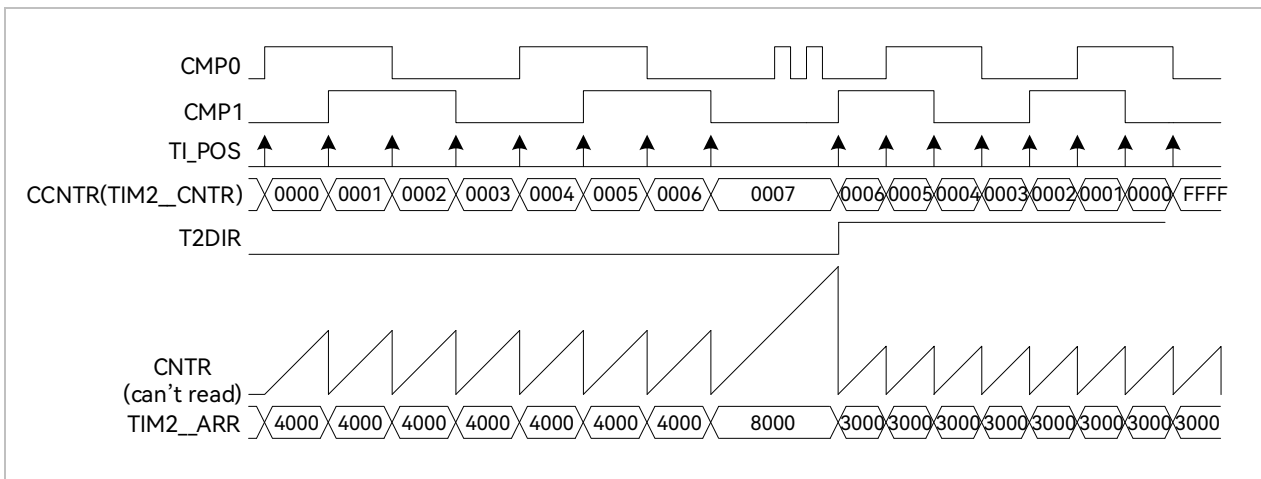 CMP0
CMP1
TI_POS
CCNTR(TIM2__CNTR) 0000 0001 0002 0003 0004 0005 0006 0007 0006 0005 0004 0003 0002 0001 0000 FFFF
T2DIR
CNTR
(can't read)
TIM2__ARR 4000 4000 4000 4000 4000 4000 4000 8000 3000 3000 3000 3000 3000 3000 3000 3000